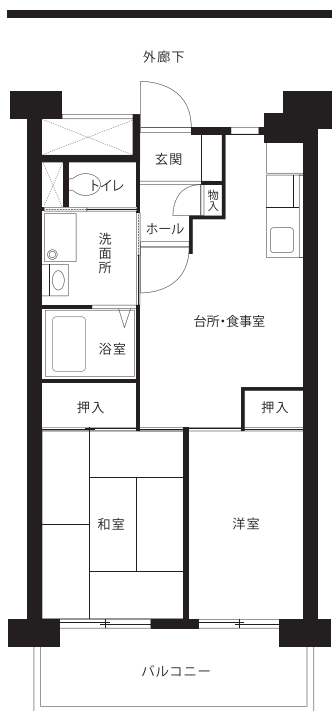 外廊下
玄関
トイレ
物入
ホール
洗面所
台所・食事室
浴室
押入
押入
和室
洋室
バルコニー